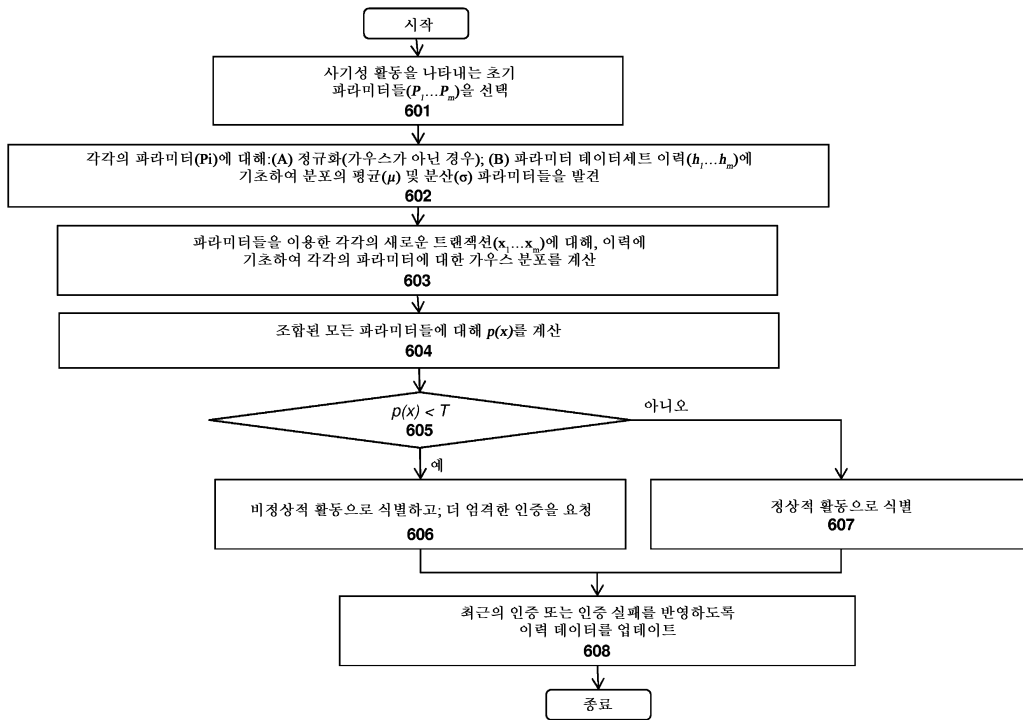 시작
사기성 활동을 나타내는 초기
파라미터들(P₁...Pₘ)을 선택
601
각각의 파라미터(Pi)에 대해:(A) 정규화(가우스가 아닌 경우); (B) 파라미터 데이터세트 이력(h₁...hₘ)에
기초하여 분포의 평균(μ) 및 분산(σ) 파라미터들을 발견
602
파라미터들을 이용한 각각의 새로운 트랜잭션(x₁...xₘ)에 대해, 이력에
기초하여 각각의 파라미터에 대한 가우스 분포를 계산
603
조합된 모든 파라미터들에 대해 p(x)를 계산
604
p(x) < T
605
아니오
예
비정상적 활동으로 식별하고; 더 엄격한 인증을 요청
606
정상적 활동으로 식별
607
최근의 인증 또는 인증 실패를 반영하도록
이력 데이터를 업데이트
608
종료